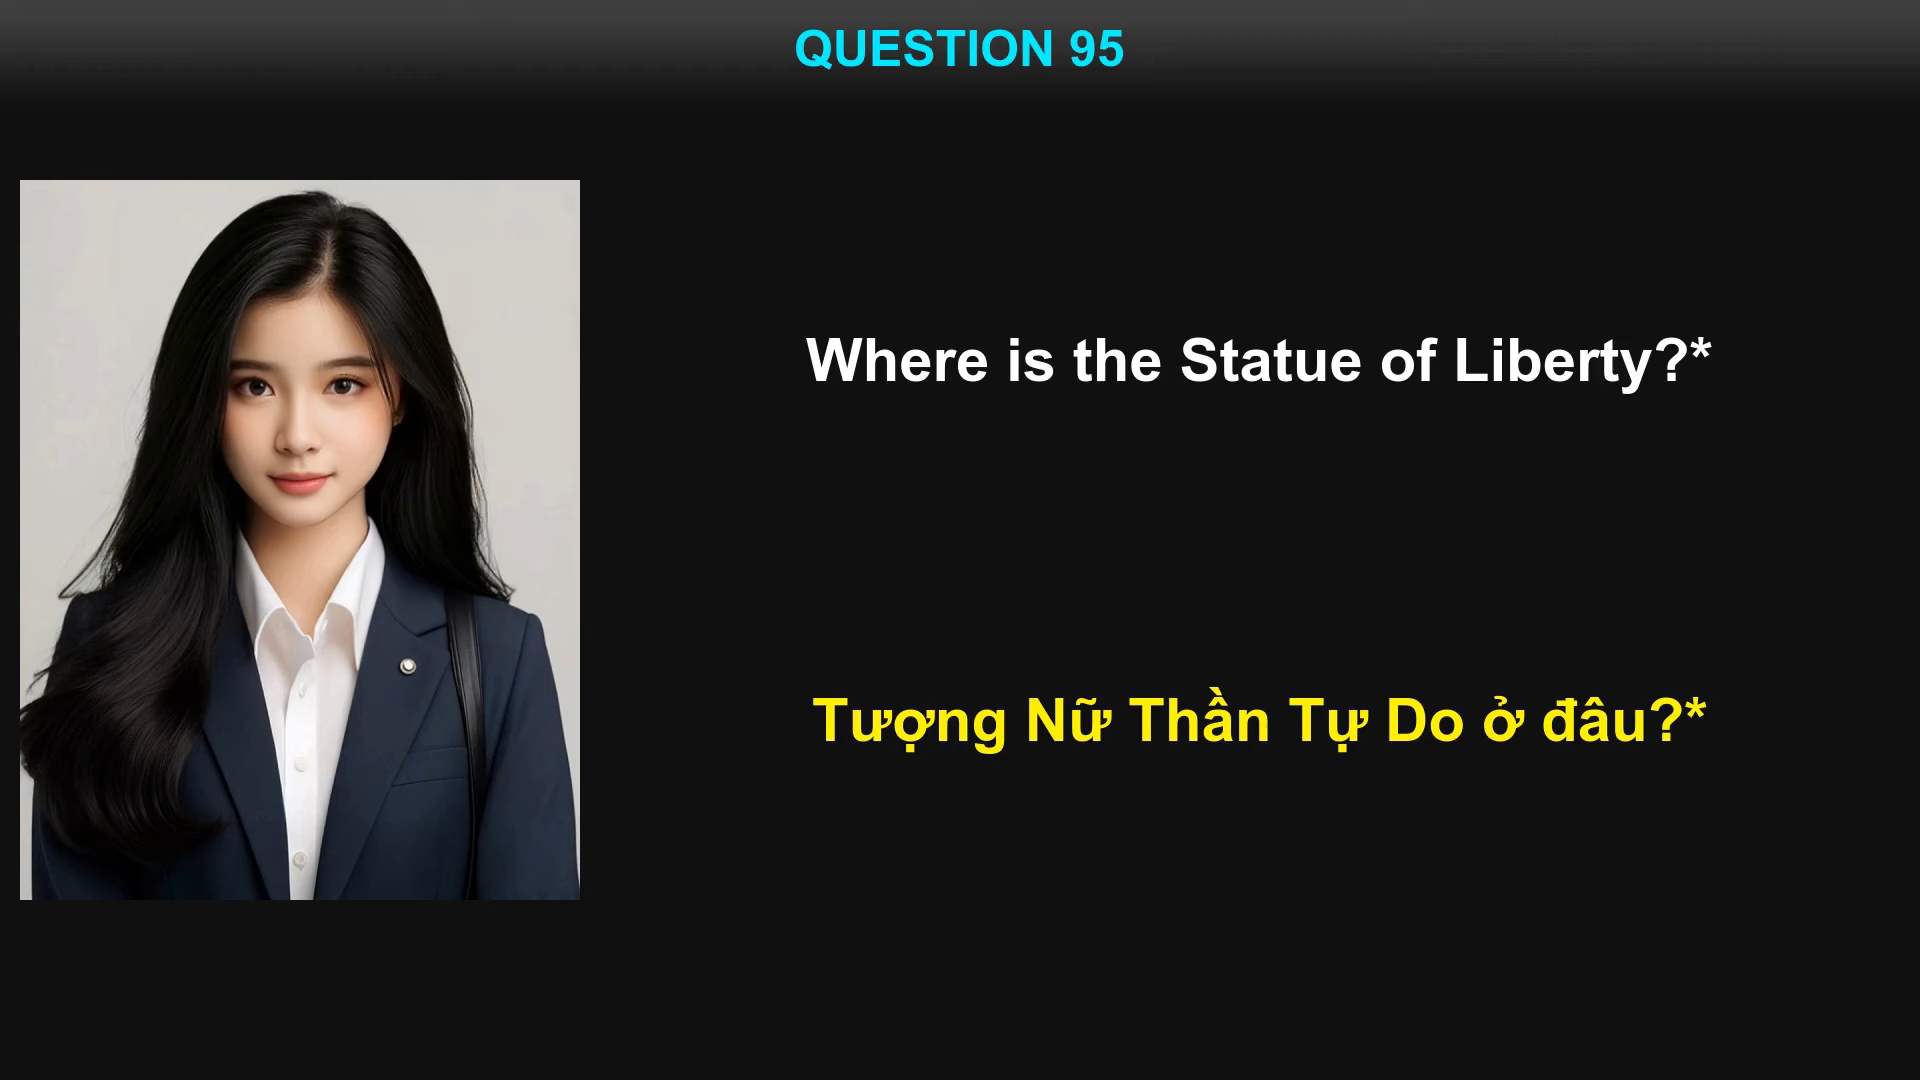 QUESTION 95
Where is the Statue of Liberty?*
Tượng Nữ Thần Tự Do ở đâu?*